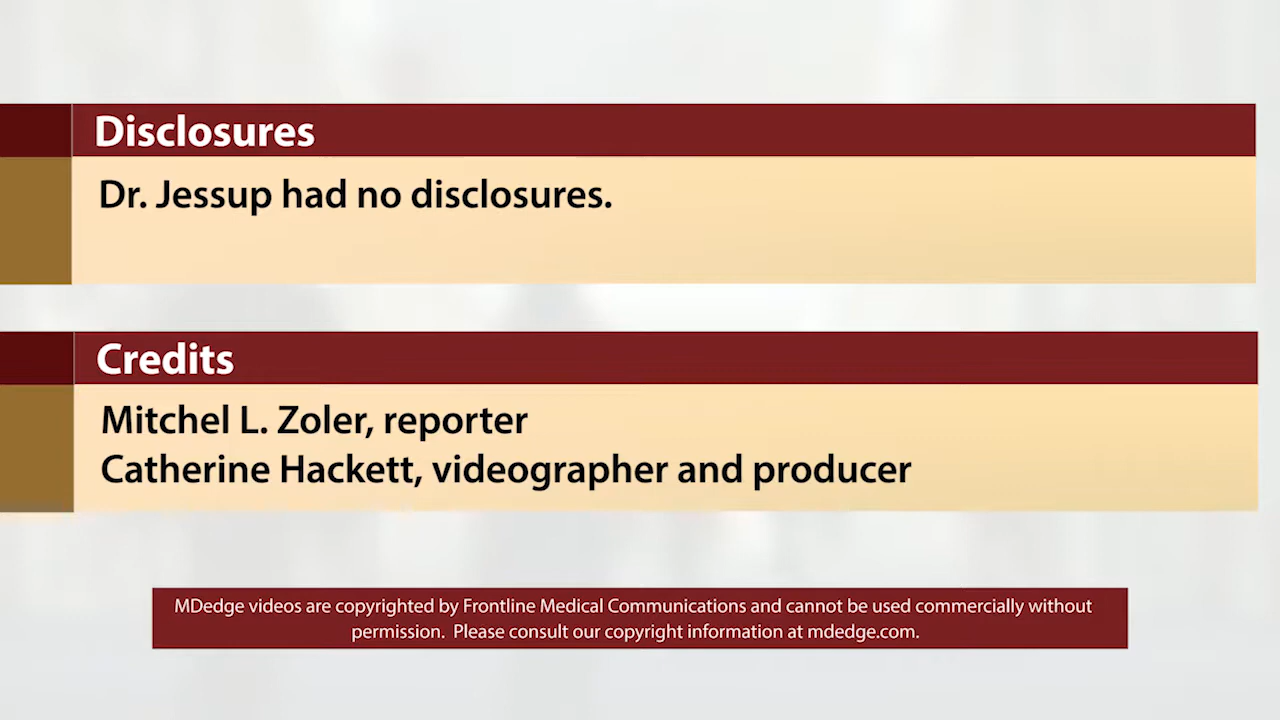 Disclosures
Dr. Jessup had no disclosures.
Credits
Mitchel L. Zoler, reporter
Catherine Hackett, videographer and producer
MDedge videos are copyrighted by Frontline Medical Communications and cannot be used commercially without
permission.  Please consult our copyright information at mdedge.com.